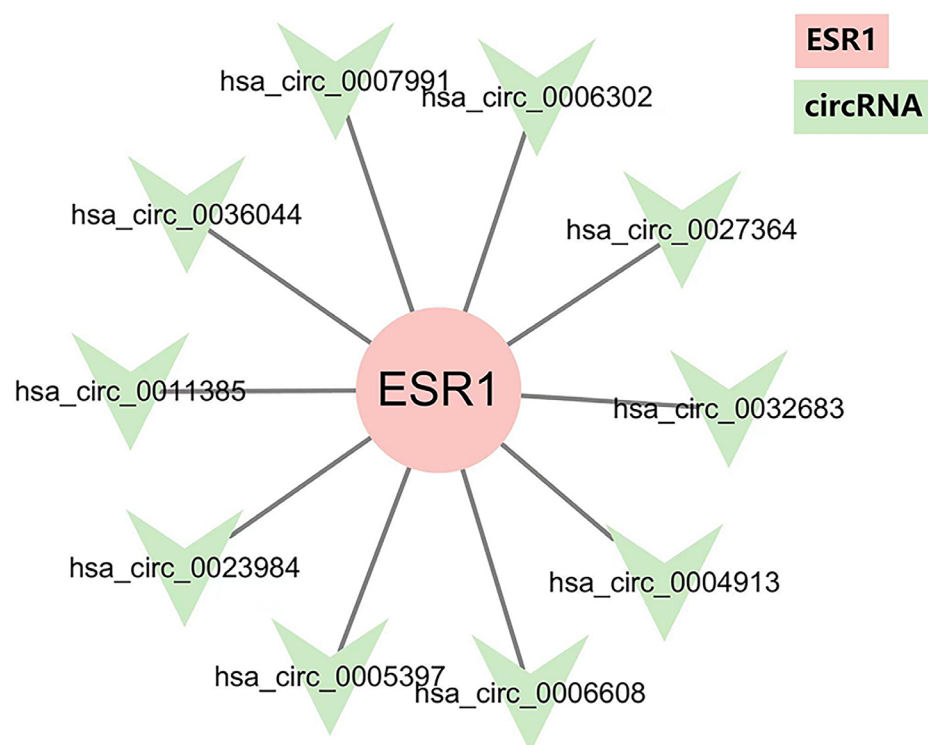 ESR1
circRNA
hsa_circ_0007991
hsa_circ_0006302
hsa_circ_0036044
hsa_circ_0027364
hsa_circ_0011385
ESR1
hsa_circ_0032683
hsa_circ_0023984
hsa_circ_0004913
hsa_circ_0005397
hsa_circ_0006608